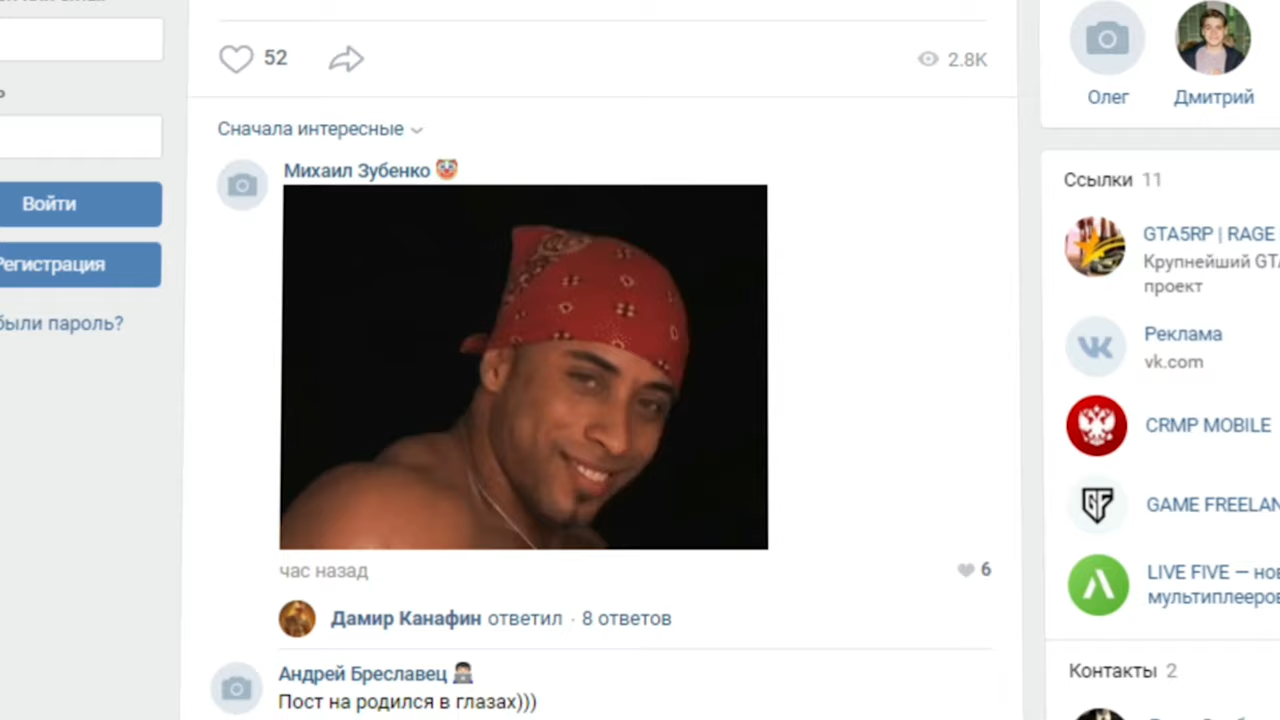 52
2.8K
Сначала интересные
Михаил Зубенко
час назад
6
Дамир Канафин ответил · 8 ответов
Андрей Бреславец
Пост на родился в глазах)))
Войти
Регистрация
были пароль?
Олег
Дмитрий
Ссылки 11
GTA5RP | RAGE
Крупнейший GTA
проект
Реклама
vk.com
CRMP MOBILE
GAME FREELAN
LIVE FIVE — нов
мультиплееров
Контакты 2